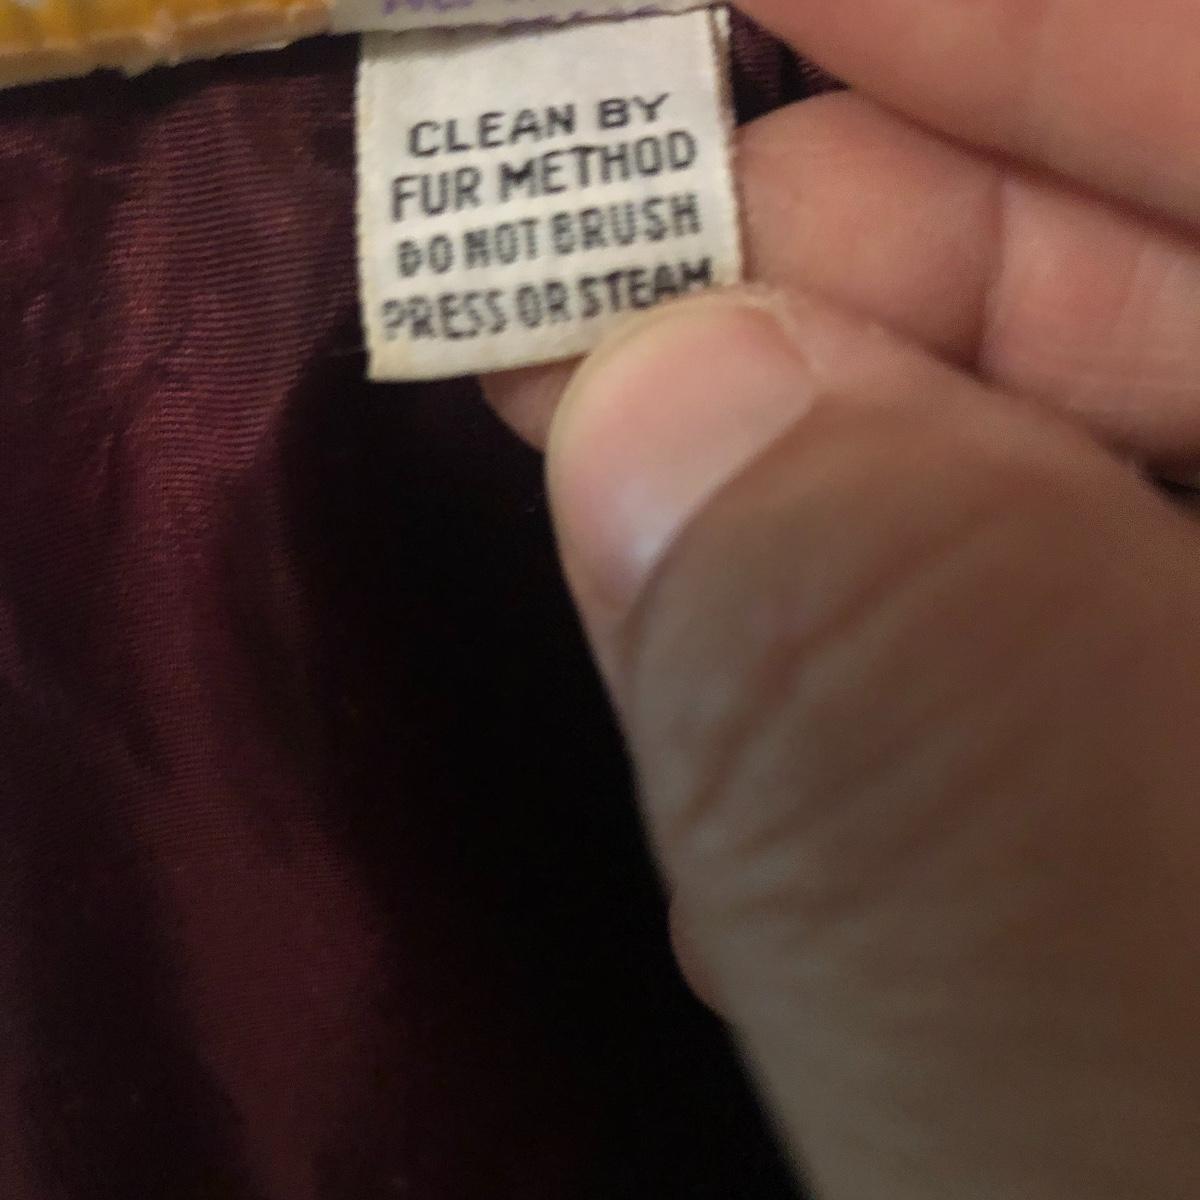 CLEAN BY
FUR METHOD
DO NOT BRUSH
PRESS OR STEAM